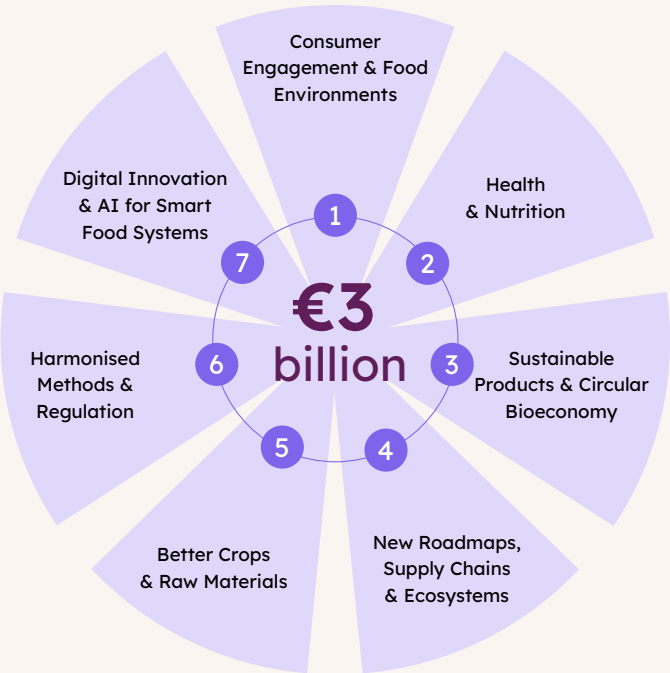 Consumer
Engagement & Food
Environments
1
Health
& Nutrition
2
Sustainable
Products & Circular
Bioeconomy
3
New Roadmaps,
Supply Chains
& Ecosystems
4
Better Crops
& Raw Materials
5
Harmonised
Methods &
Regulation
6
Digital Innovation
& AI for Smart
Food Systems
7
€3
billion